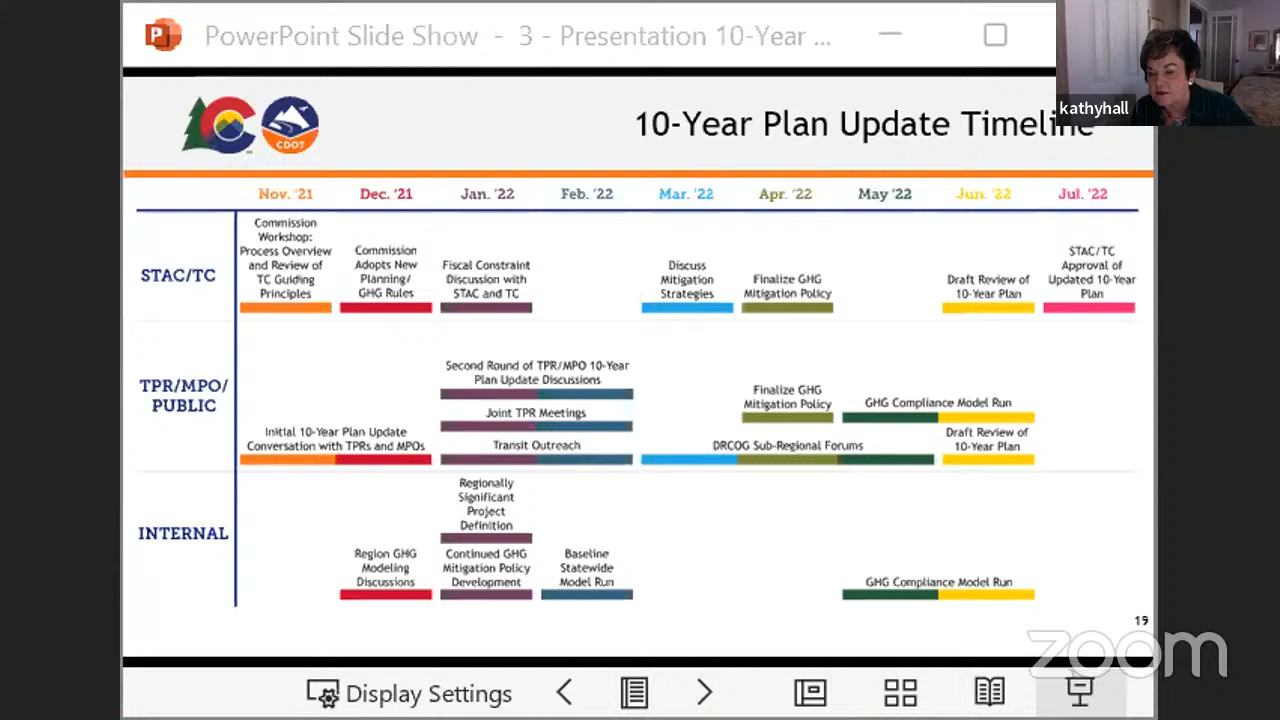 PowerPoint Slide Show - 3 - Presentation 10-Year ...
kathyhall
CDOT
10-Year Plan Update Timeline
Nov. '21
Dec. '21
Jan. '22
Feb. '22
Mar. '22
Apr. '22
May '22
Jun. '22
Jul. '22
STAC/TC
Commission
Workshop:
Process Overview
and Review of
TC Guiding
Principles
Commission
Adopts New
Planning/
GHG Rules
Fiscal Constraint
Discussion with
STAC and TC
Discuss
Mitigation
Strategies
Finalize GHG
Mitigation Policy
Draft Review of
10-Year Plan
STAC/TC
Approval of
Updated 10-Year
Plan
TPR/MPO/
PUBLIC
Initial 10-Year Plan Update
Conversation with TPRs and MPOs
Second Round of TPR/MPO 10-Year
Plan Update Discussions
Joint TPR Meetings
Transit Outreach
Finalize GHG
Mitigation Policy
DRCOG Sub-Regional Forums
GHG Compliance Model Run
Draft Review of
10-Year Plan
INTERNAL
Region GHG
Modeling
Discussions
Regionally
Significant
Project
Definition
Continued GHG
Mitigation Policy
Development
Baseline
Statewide
Model Run
GHG Compliance Model Run
19
zoom
Display Settings